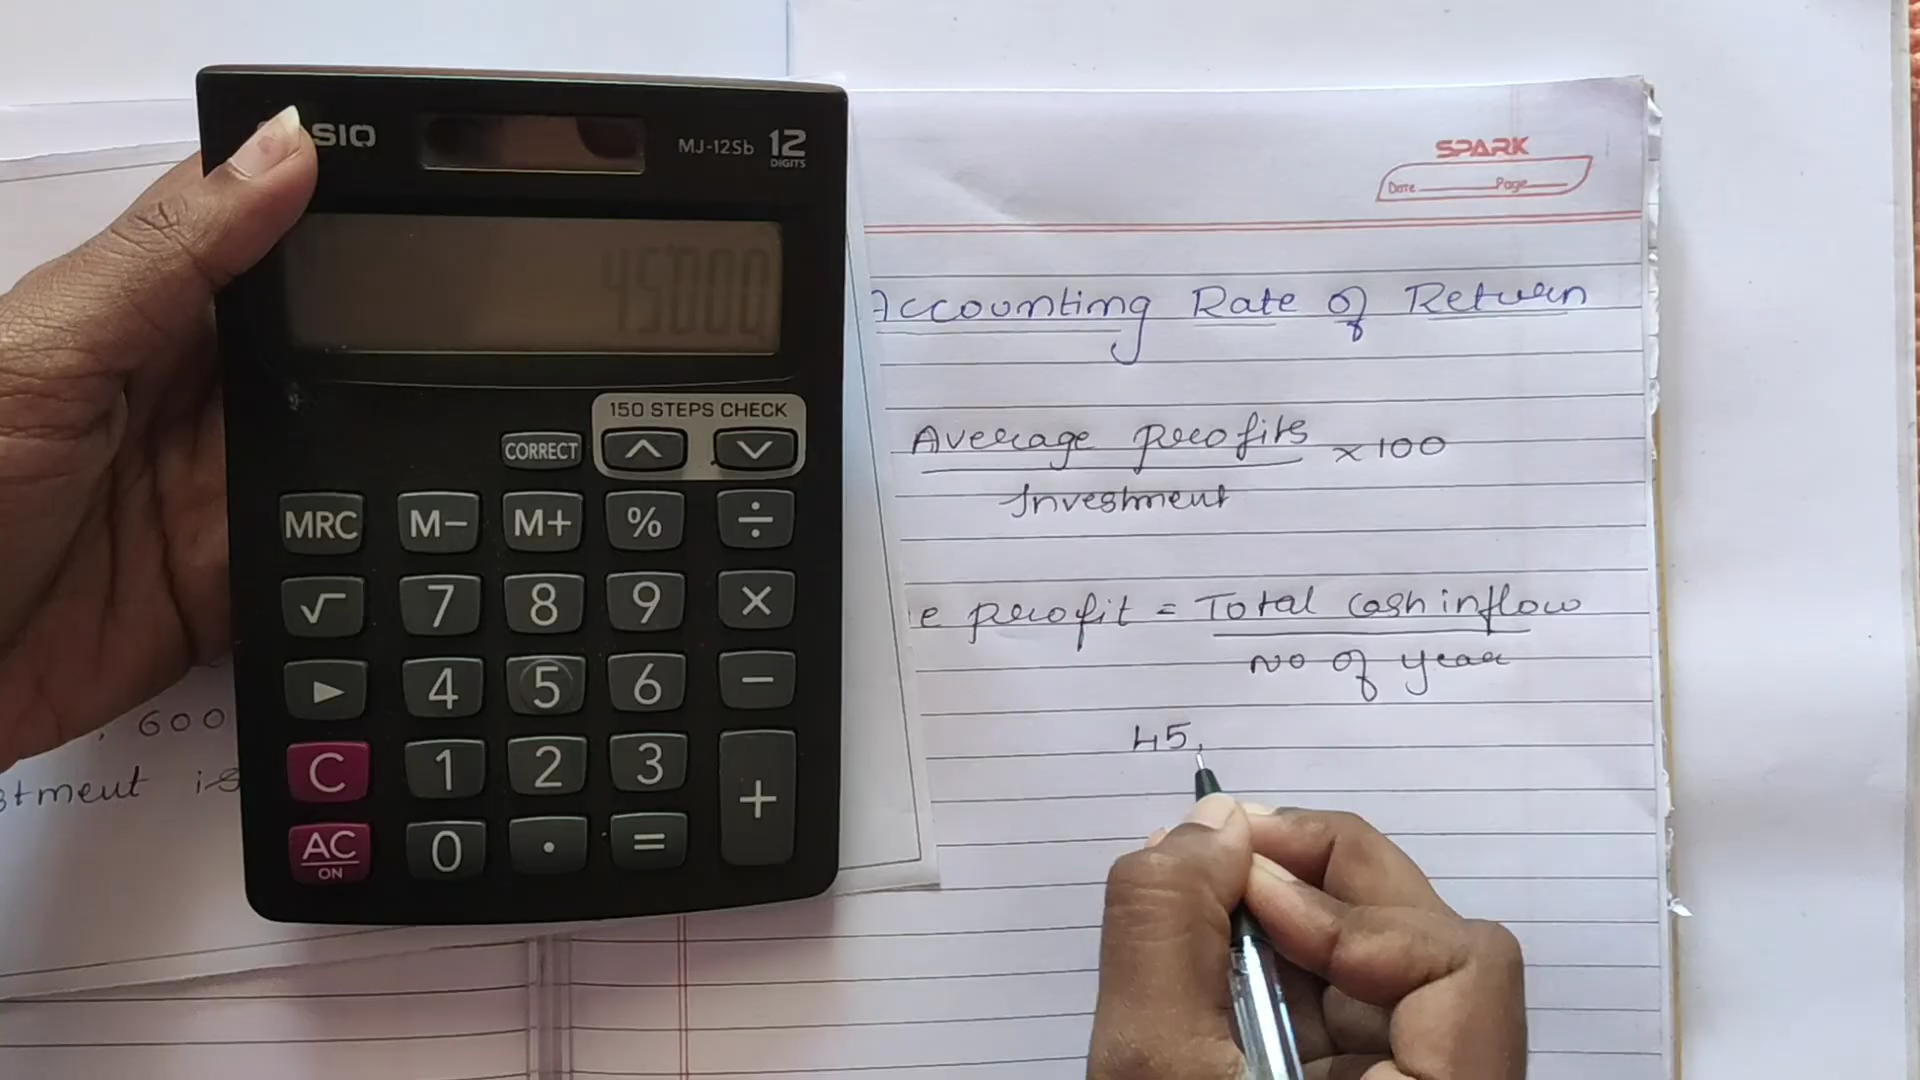 SIO
MJ-12Sb 12
DIGITS
45'000
150 STEPS CHECK
CORRECT
MRC M- M+ % ÷
√ 7 8 9 ×
▶ 4 5 6 −
C 1 2 3 +
AC
ON
0 . =
SPARK
Date Page
Accounting Rate of Return
Average profits × 100
Investment
e profit = Total cash inflow
no of year
45,
, 600
stment is